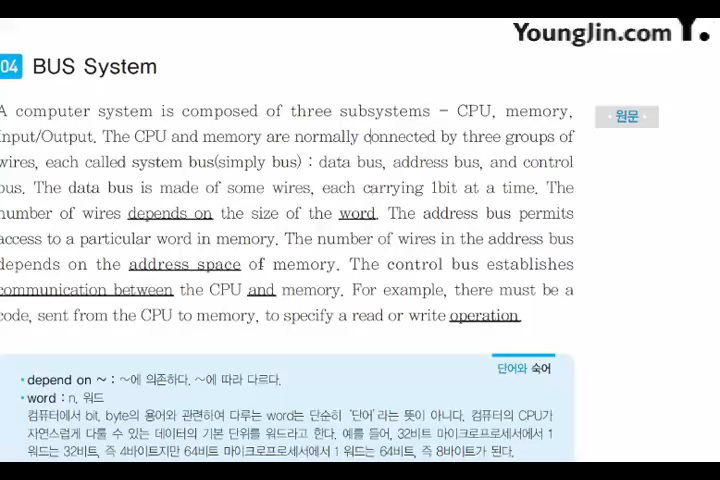 YoungJin.com Y.
04 BUS System
A computer system is composed of three subsystems - CPU, memory,
원문
Input/Output. The CPU and memory are normally connected by three groups of
wires, each called system bus(simply bus) : data bus, address bus, and control
bus. The data bus is made of some wires, each carrying 1bit at a time. The
number of wires depends on the size of the word. The address bus permits
access to a particular word in memory. The number of wires in the address bus
depends on the address space of memory. The control bus establishes
communication between the CPU and memory. For example, there must be a
code, sent from the CPU to memory, to specify a read or write operation.
단어와 숙어
• depend on ~ : ~에 의존하다. ~에 따라 다르다.
• word : n. 워드
컴퓨터에서 bit, byte의 용어와 관련하여 다루는 word는 단순히 '단어'라는 뜻이 아니다. 컴퓨터의 CPU가
자연스럽게 다룰 수 있는 데이터의 기본 단위를 워드라고 한다. 예를 들어, 32비트 마이크로프로세서에서 1
워드는 32비트, 즉 4바이트지만 64비트 마이크로프로세서에서 1 워드는 64비트, 즉 8바이트가 된다.